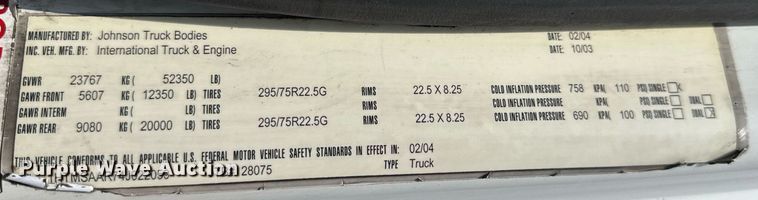 MANUFACTURED BY: Johnson Truck Bodies DATE: 02/04
INC. VEH. MFG. BY: International Truck & Engine DATE: 10/03
GVWR 23767 KG ( 52350 LB)
GAWR FRONT 5607 KG ( 12350 LB) TIRES 295/75R22.5G RIMS 22.5 X 8.25 COLD INFLATION PRESSURE 758 KPA( 110 PSI) SINGLE X
GAWR INTERM KG ( LB) TIRES RIMS COLD INFLATION PRESSURE KPA( PSI) SINGLE DUAL
GAWR REAR 9080 KG ( 20000 LB) TIRES 295/75R22.5G RIMS 22.5 X 8.25 COLD INFLATION PRESSURE 690 KPA( 100 PSI) SINGLE DUAL X
THIS VEHICLE CONFORMS TO ALL APPLICABLE U.S. FEDERAL MOTOR VEHICLE SAFETY STANDARDS IN EFFECT IN: 02/04
28075 TYPE Truck
Purple Wave Auction